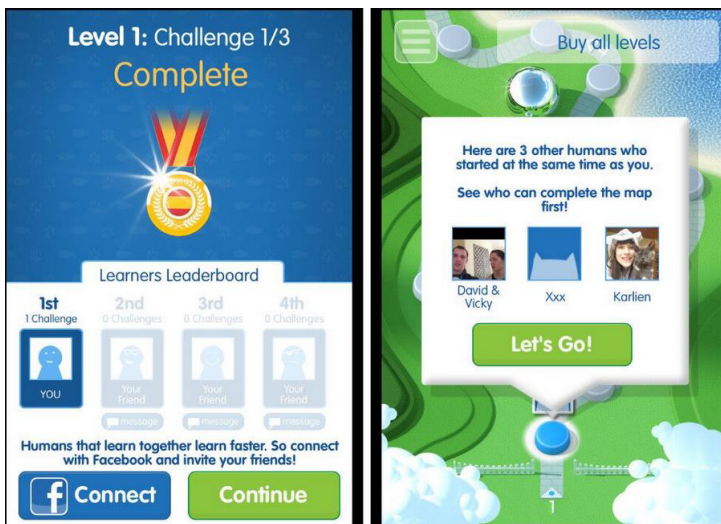 Level 1: Challenge 1/3
Complete
Learners Leaderboard
1st
1 Challenge
YOU
2nd
0 Challenges
Your
Friend
message
3rd
0 Challenges
Your
Friend
message
4th
0 Challenges
Your
Friend
message
Humans that learn together learn faster. So connect
with Facebook and invite your friends!
f Connect
Continue
Buy all levels
Here are 3 other humans who
started at the same time as you.
See who can complete the map
first!
David &
Vicky
Xxx
Karlien
Let's Go!
1